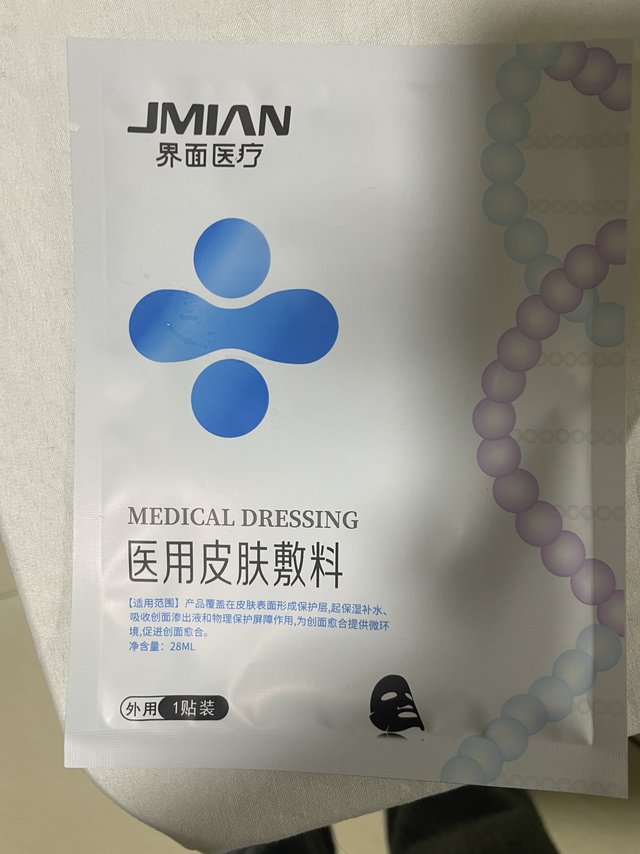 JMIAN
界面医疗
MEDICAL DRESSING
医用皮肤敷料
【适用范围】产品覆盖在皮肤表面形成保护层,起保湿补水、
吸收创面渗出液和物理保护屏障作用,为创面愈合提供微环
境,促进创面愈合。
净含量：28ML
外用 1贴装